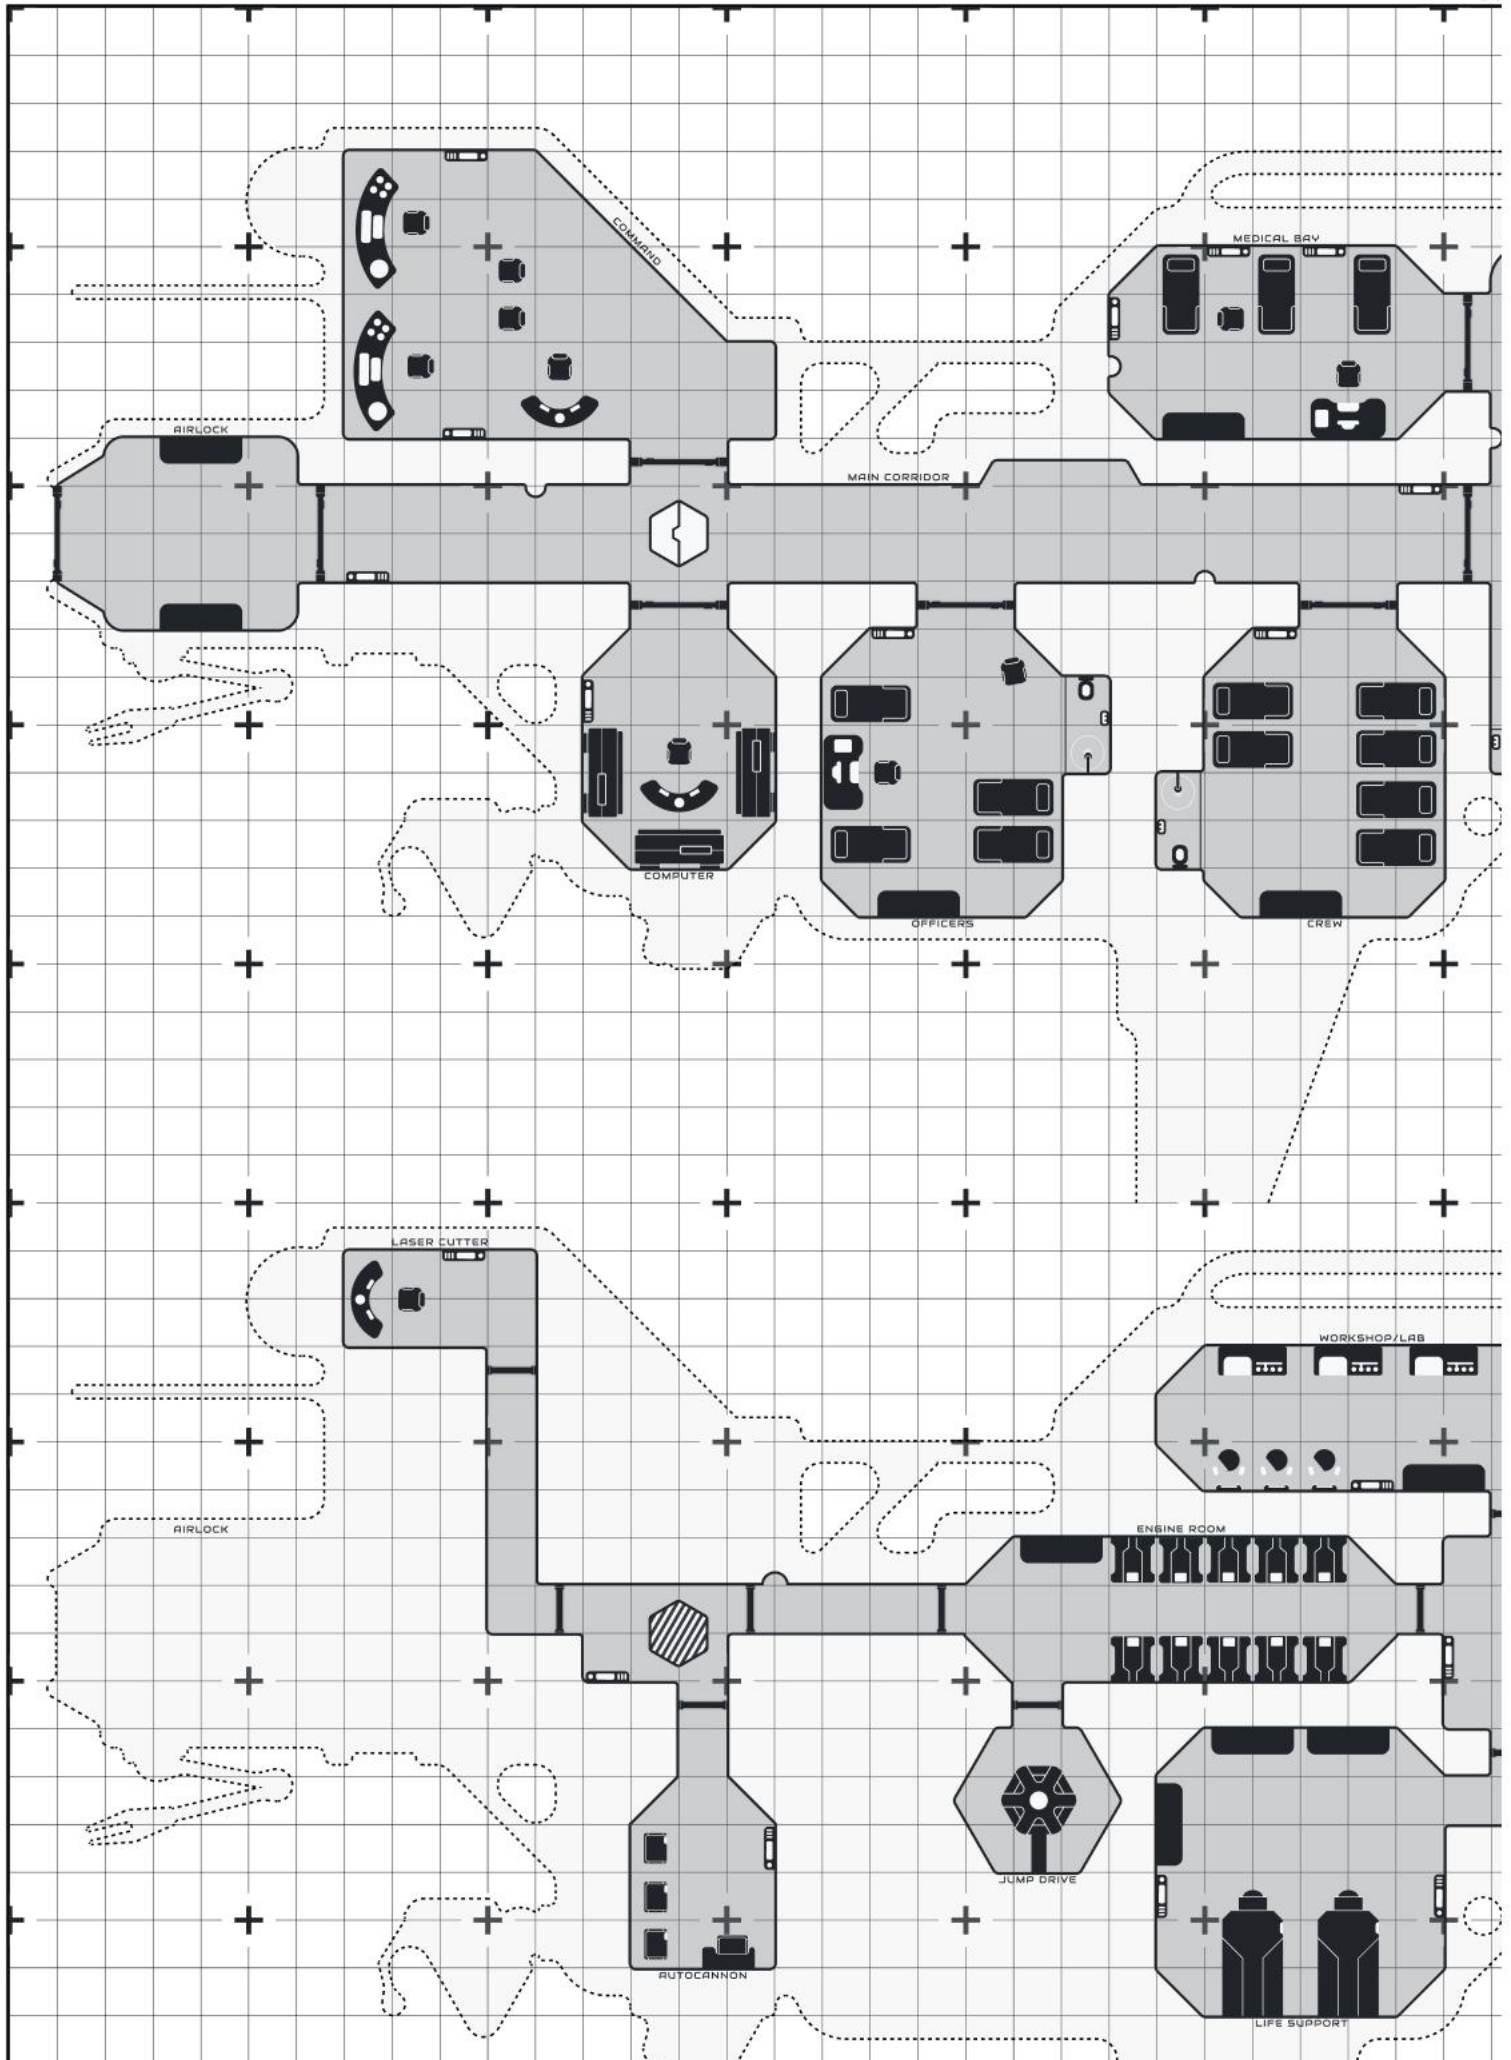 COMMAND
MEDICAL BAY
AIRLOCK
MAIN CORRIDOR
COMPUTER
OFFICERS
CREW
LASER CUTTER
WORKSHOP/LAB
AIRLOCK
ENGINE ROOM
JUMP DRIVE
AUTOCANNON
LIFE SUPPORT